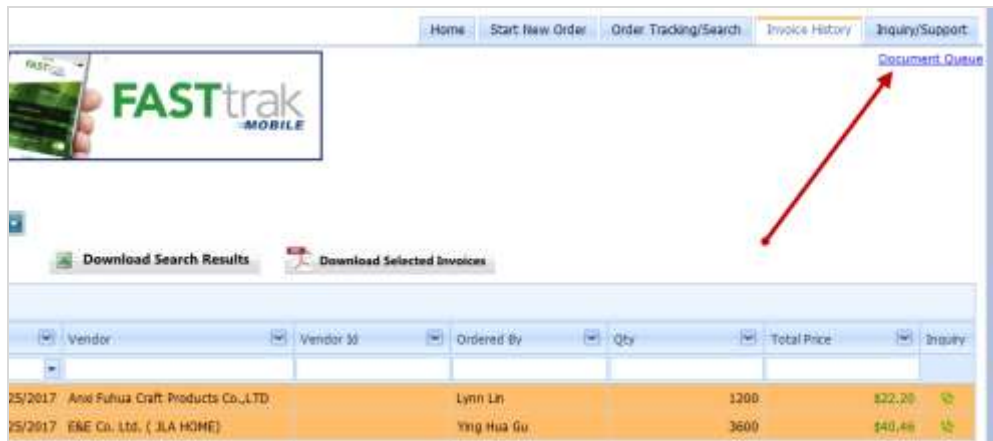 Home Start New Order Order Tracking/Search Invoice History Inquiry/Support
Document Queue
FASTtrak
MOBILE
Download Search Results Download Selected Invoices
Vendor Vendor Id Ordered By Qty Total Price Inquiry
25/2017 Anxi Fuhua Craft Products Co.,LTD Lynn Lin 1200 $22.20
25/2017 E&E Co. Ltd. ( JLA HOME) Ying Hua Gu 3600 $40.46